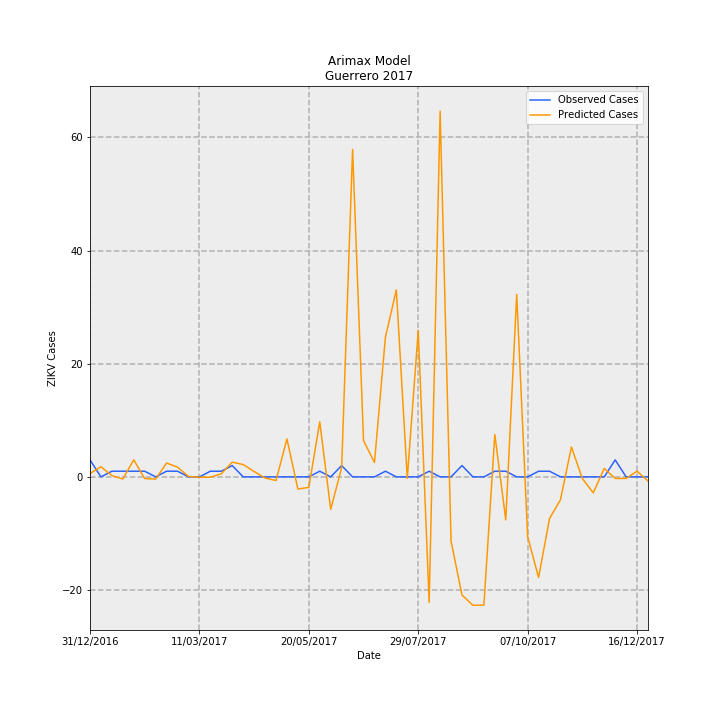 Arimax Model
Guerrero 2017
Observed Cases
Predicted Cases
60
40
20
0
−20
ZIKV Cases
31/12/2016
11/03/2017
20/05/2017
29/07/2017
07/10/2017
16/12/2017
Date